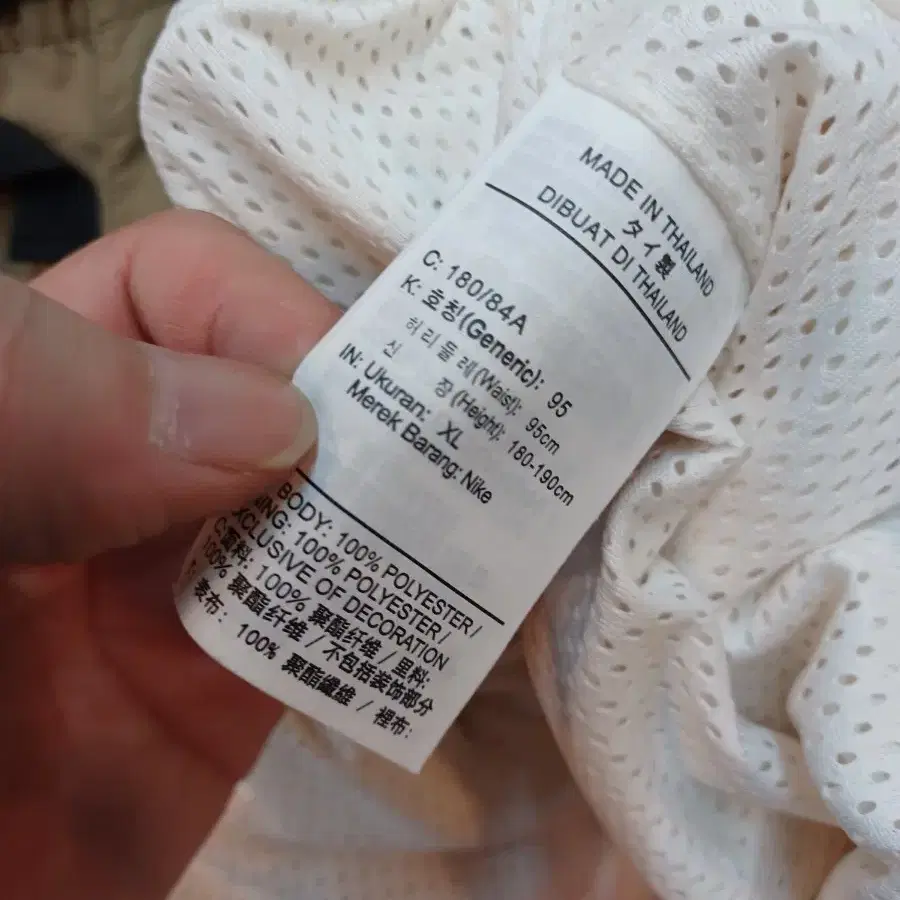 MADE IN THAILAND
タイ製
DIBUAT DI THAILAND
C: 180/84A
K: 호칭(Generic): 95
허리둘레(Waist): 95cm
신 장(Height): 180-190cm
IN: Ukuran: XL
Merek Barang: Nike
BODY: 100% POLYESTER /
NING: 100% POLYESTER /
EXCLUSIVE OF DECORATION
C:面料: 100% 聚酯纤维 / 里料:
100% 聚酯纤维 / 不包括装饰部分
表布: 100% 聚酯纖維 / 裡布: